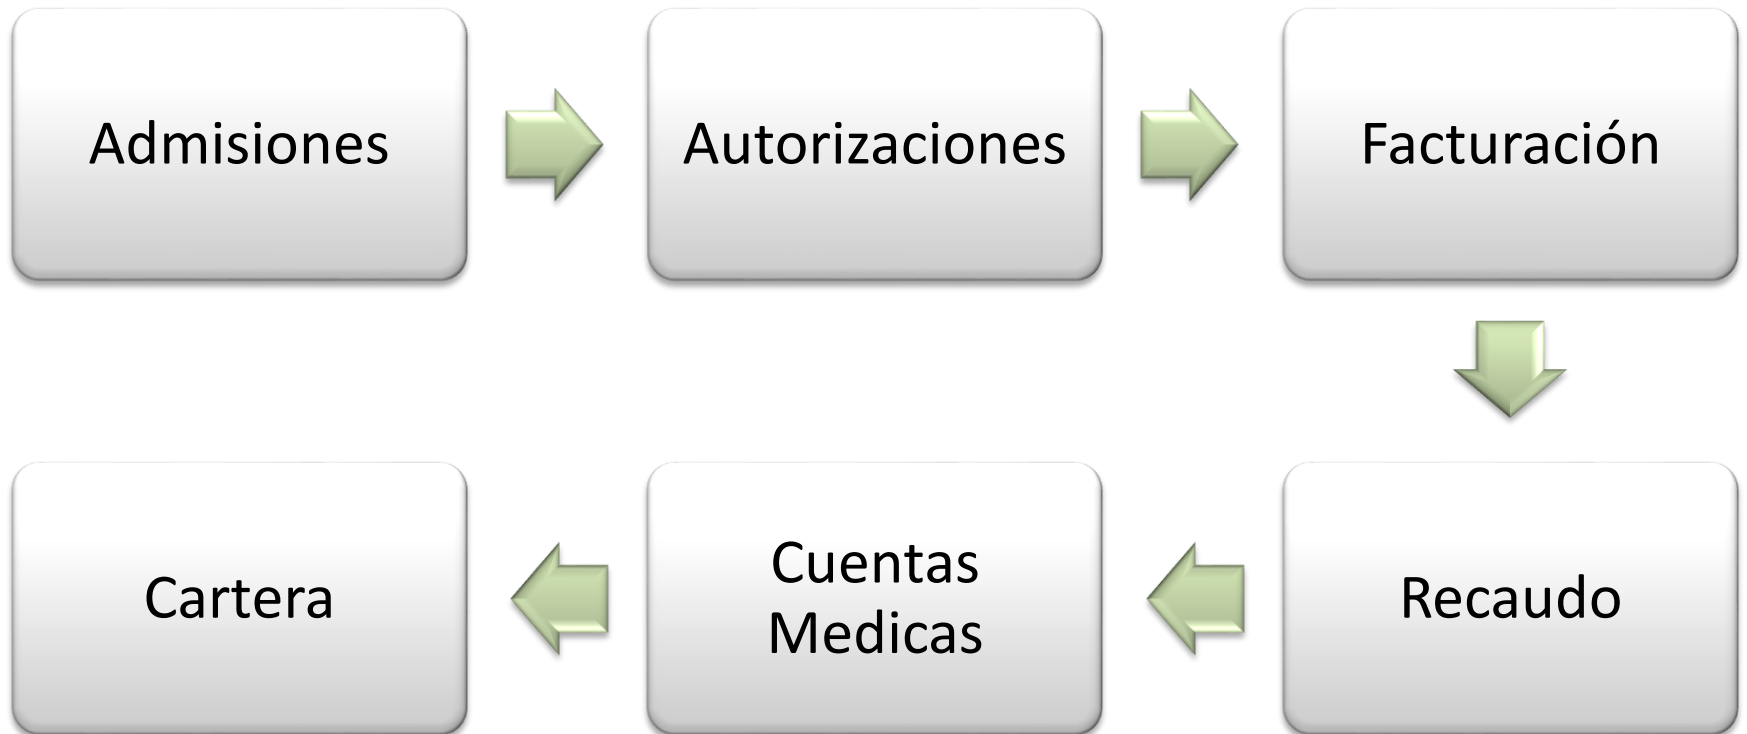 Admisiones
Autorizaciones
Facturación
Recaudo
Cuentas
Medicas
Cartera